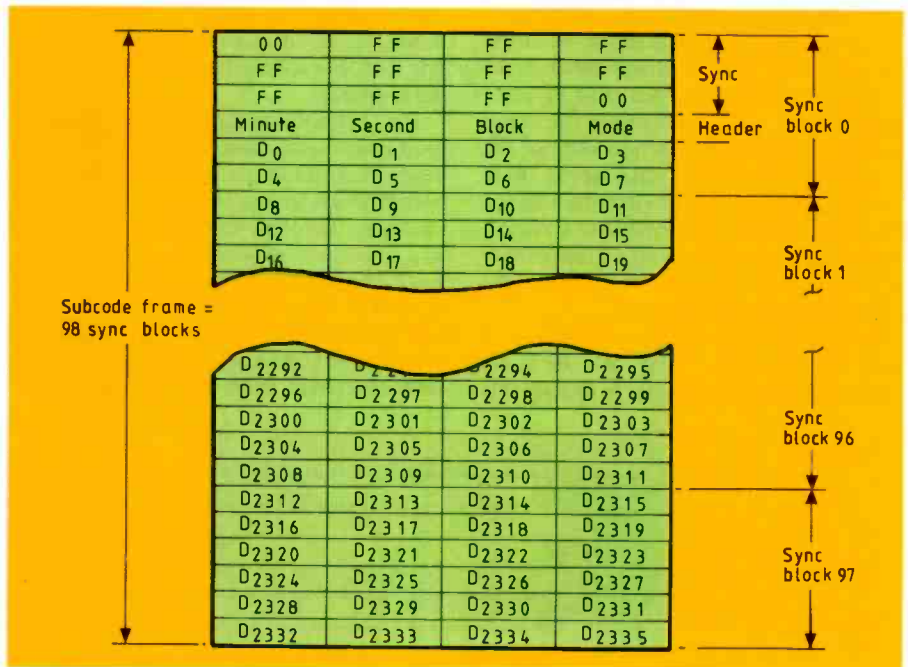 00 FF FF FF
FF FF FF FF
FF FF FF 00
Sync
Minute Second Block Mode
Header
Sync
block 0
D0 D1 D2 D3
D4 D5 D6 D7
D8 D9 D10 D11
D12 D13 D14 D15
D16 D17 D18 D19
Sync
block 1
Subcode frame =
98 sync blocks
D2292 D2294 D2295
D2296 D2297 D2298 D2299
D2300 D2301 D2302 D2303
D2304 D2305 D2306 D2307
D2308 D2309 D2310 D2311
Sync
block 96
D2312 D2313 D2314 D2315
D2316 D2317 D2318 D2319
D2320 D2321 D2322 D2323
D2324 D2325 D2326 D2327
D2328 D2329 D2330 D2331
D2332 D2333 D2334 D2335
Sync
block 97